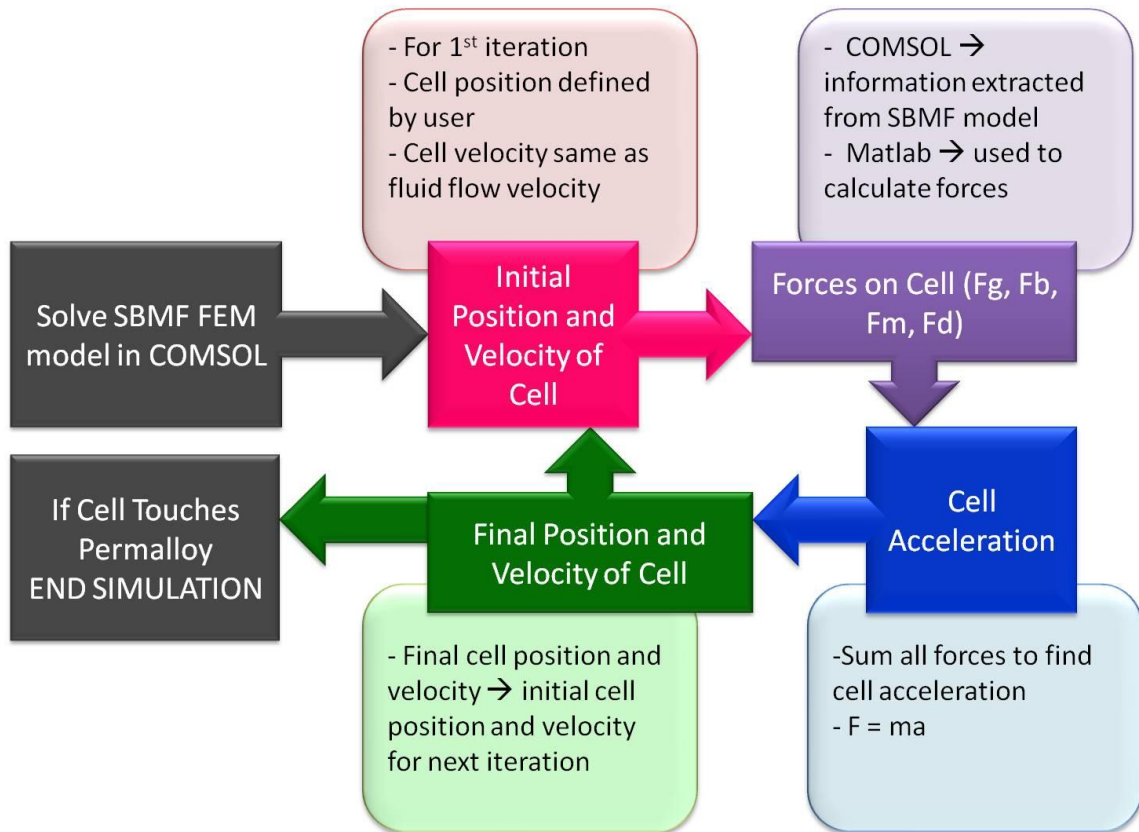 - For 1st iteration
- Cell position defined
by user
- Cell velocity same as
fluid flow velocity
- COMSOL → 
information extracted
from SBMF model
- Matlab → used to
calculate forces
Solve SBMF FEM
model in COMSOL
Initial
Position and
Velocity of
Cell
Forces on Cell (Fg, Fb,
Fm, Fd)
If Cell Touches
Permalloy
END SIMULATION
Final Position and
Velocity of Cell
Cell
Acceleration
- Final cell position and
velocity → initial cell
position and velocity
for next iteration
-Sum all forces to find
cell acceleration
- F = ma